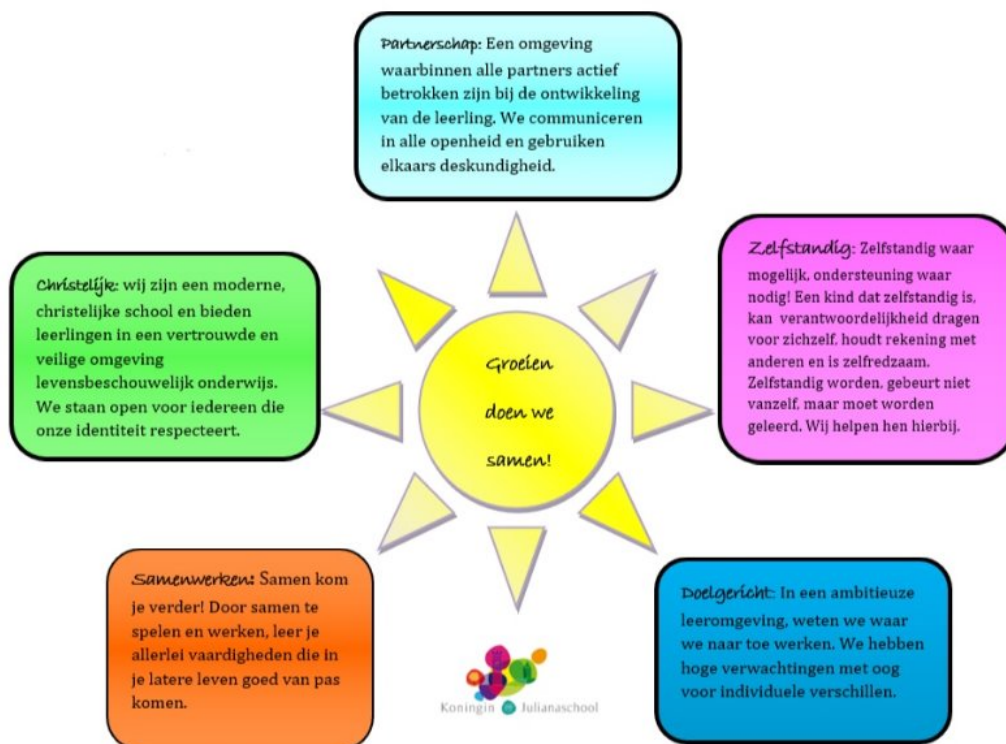 Partnerschap: Een omgeving
waarbinnen alle partners actief
betrokken zijn bij de ontwikkeling
van de leerling. We communiceren
in alle openheid en gebruiken
elkaars deskundigheid.
Christelijk: wij zijn een moderne,
christelijke school en bieden
leerlingen in een vertrouwde en
veilige omgeving
levensbeschouwelijk onderwijs.
We staan open voor iedereen die
onze identiteit respecteert.
Groeien
doen we
samen!
Zelfstandig: Zelfstandig waar
mogelijk, ondersteuning waar
nodig! Een kind dat zelfstandig is,
kan verantwoordelijkheid dragen
voor zichzelf, houdt rekening met
anderen en is zelfredzaam.
Zelfstandig worden, gebeurt niet
vanzelf, maar moet worden
geleerd. Wij helpen hen hierbij.
Samenwerken: Samen kom
je verder! Door samen te
spelen en werken, leer je
allerlei vaardigheden die in
je latere leven goed van pas
komen.
Doelgericht: In een ambitieuze
leeromgeving, weten we waar
we naar toe werken. We hebben
hoge verwachtingen met oog
voor individuele verschillen.
Koningin Julianaschool